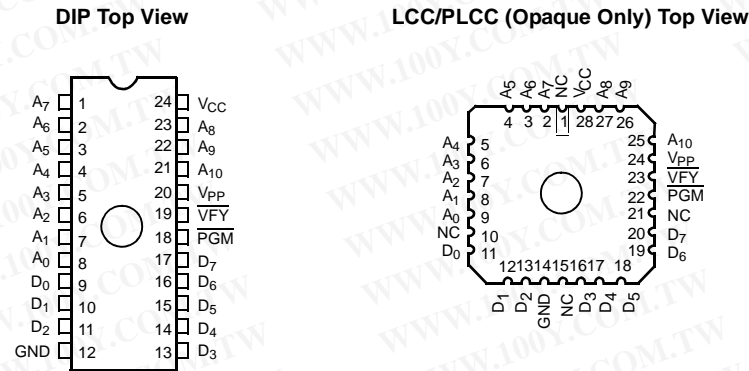 DIP Top View
A7 1 24 VCC
A6 2 23 A8
A5 3 22 A9
A4 4 21 A10
A3 5 20 VPP
A2 6 19 VFY
A1 7 18 PGM
A0 8 17 D7
D0 9 16 D6
D1 10 15 D5
D2 11 14 D4
GND 12 13 D3
LCC/PLCC (Opaque Only) Top View
A5 A6 A7 NC VCC A8 A9
4 3 2 1 28 27 26
A4 5 25 A10
A3 6 24 VPP
A2 7 23 VFY
A1 8 22 PGM
A0 9 21 NC
NC 10 20 D7
D0 11 19 D6
12 13 14 15 16 17 18
D1 D2 GND NC D3 D4 D5
WWW.100Y.COM.TW